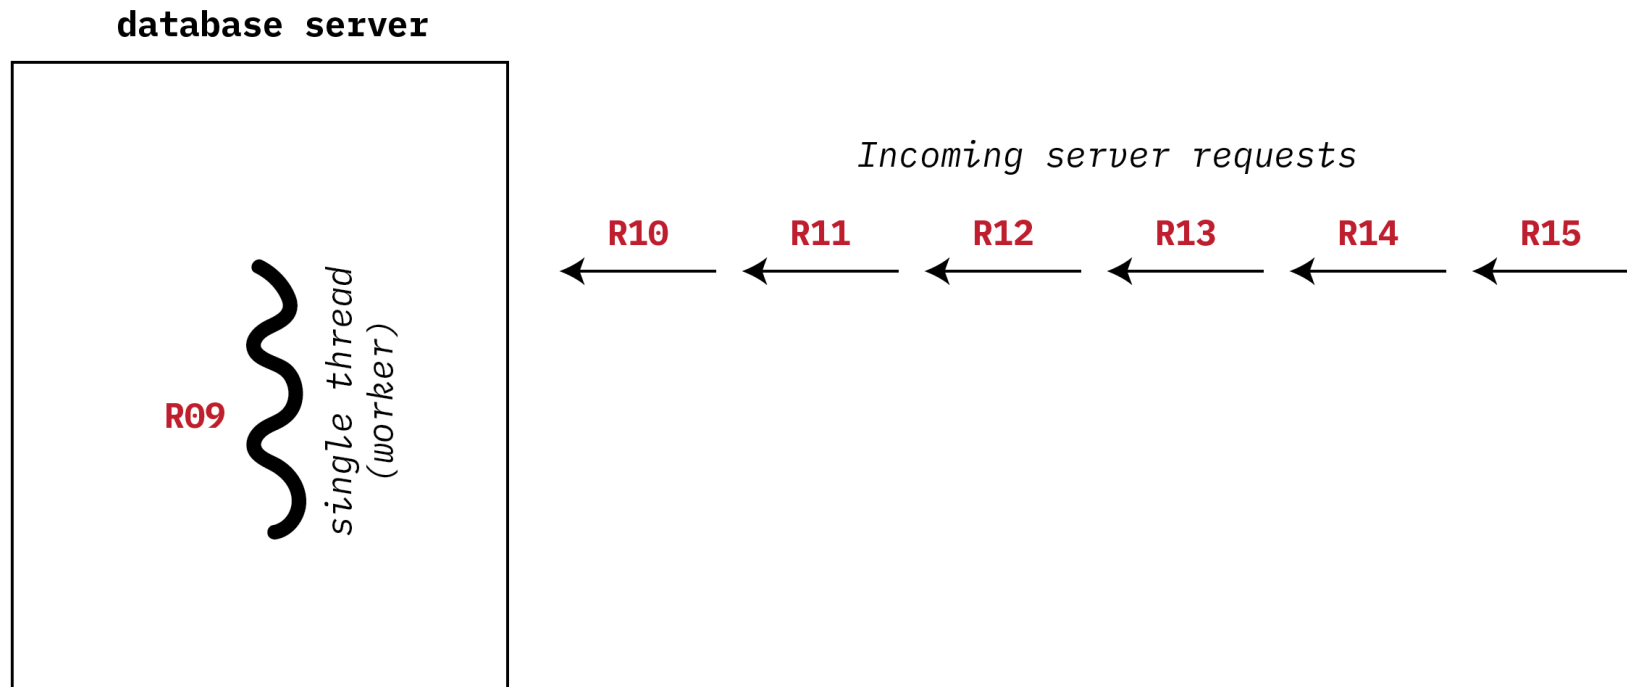 database server
Incoming server requests
R10 R11 R12 R13 R14 R15
R09
single thread
(worker)